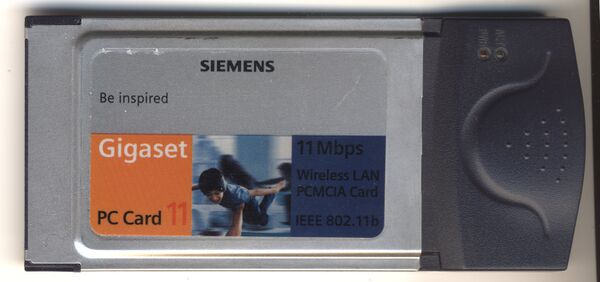 SIEMENS
Be inspired
Gigaset
PC Card 11
11 Mbps
Wireless LAN
PCMCIA Card
IEEE 802.11b